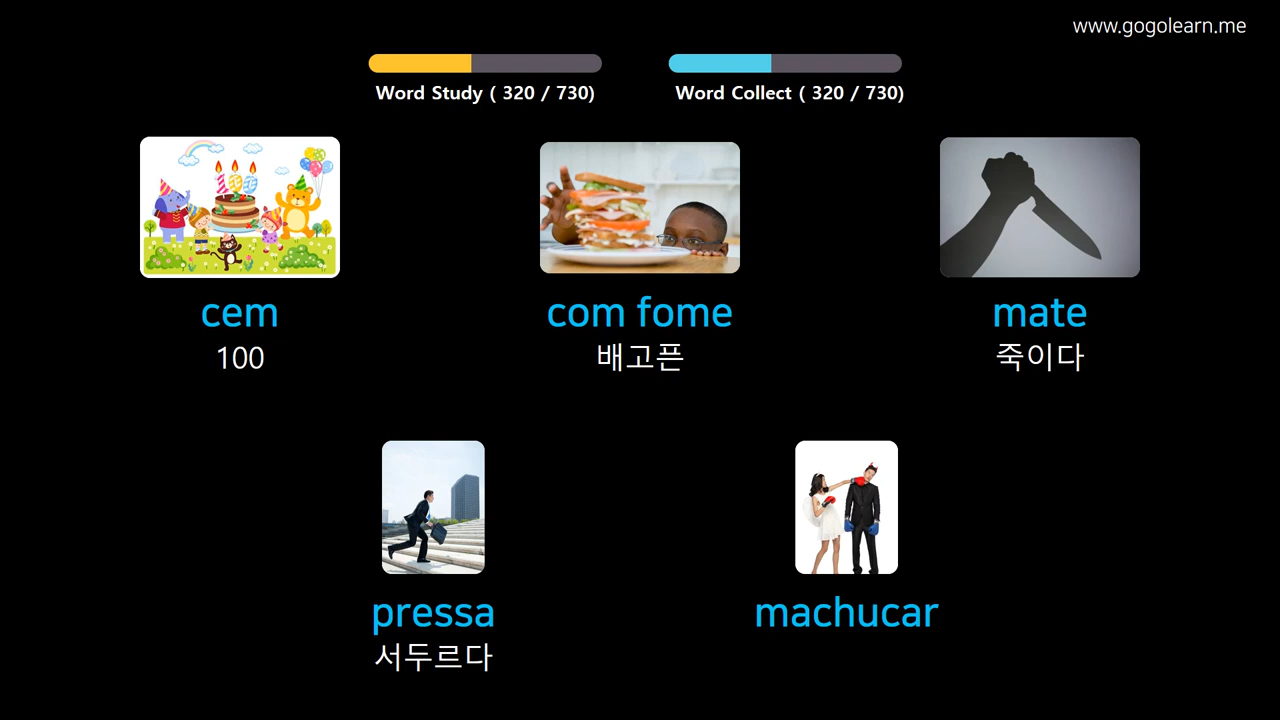 www.gogolearn.me
Word Study ( 320 / 730)
Word Collect ( 320 / 730)
100
cem
100
com fome
배고픈
mate
죽이다
pressa
서두르다
machucar